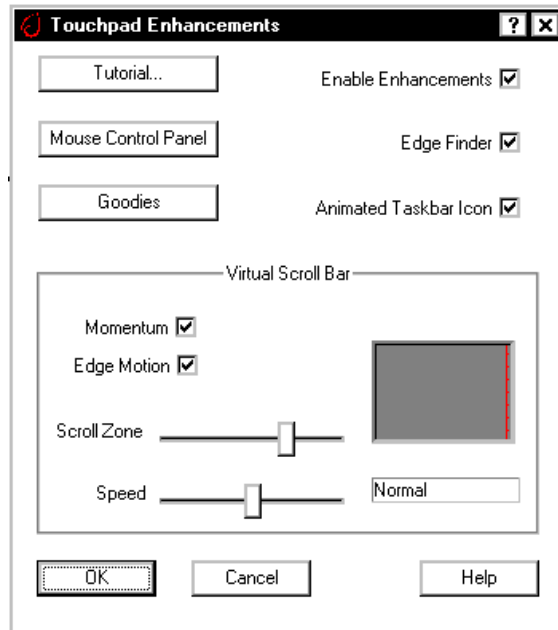 Touchpad Enhancements
Tutorial...
Enable Enhancements
Mouse Control Panel
Edge Finder
Goodies
Animated Taskbar Icon
Virtual Scroll Bar
Momentum
Edge Motion
Scroll Zone
Speed
Normal
OK
Cancel
Help